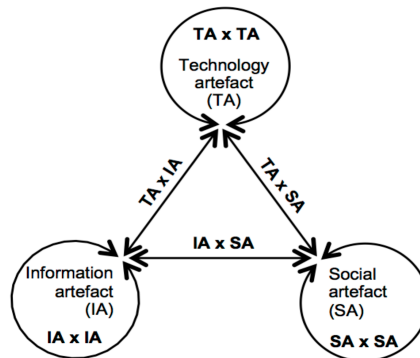 TA x TA
Technology
artefact
(TA)
TA x IA
TA x SA
IA x SA
Information
artefact
(IA)
IA x IA
Social
artefact
(SA)
SA x SA